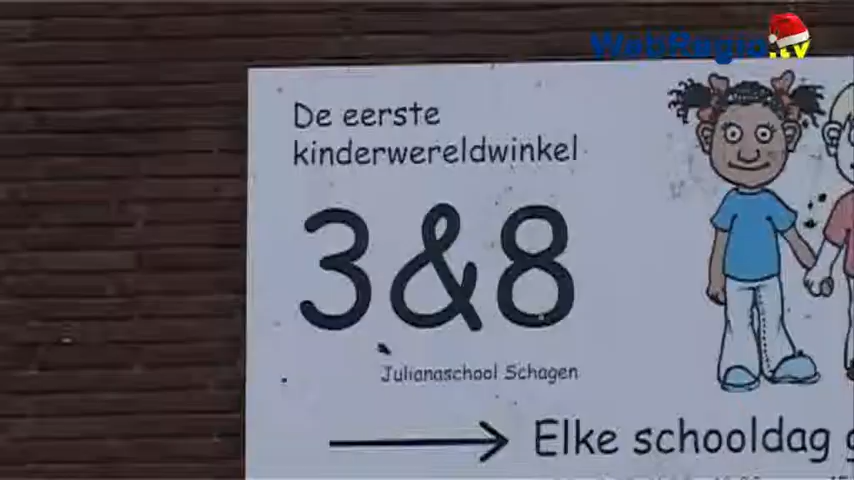 WebRegio.tv
De eerste
kinderwereldwinkel
3&8
Julianaschool Schagen
Elke schooldag